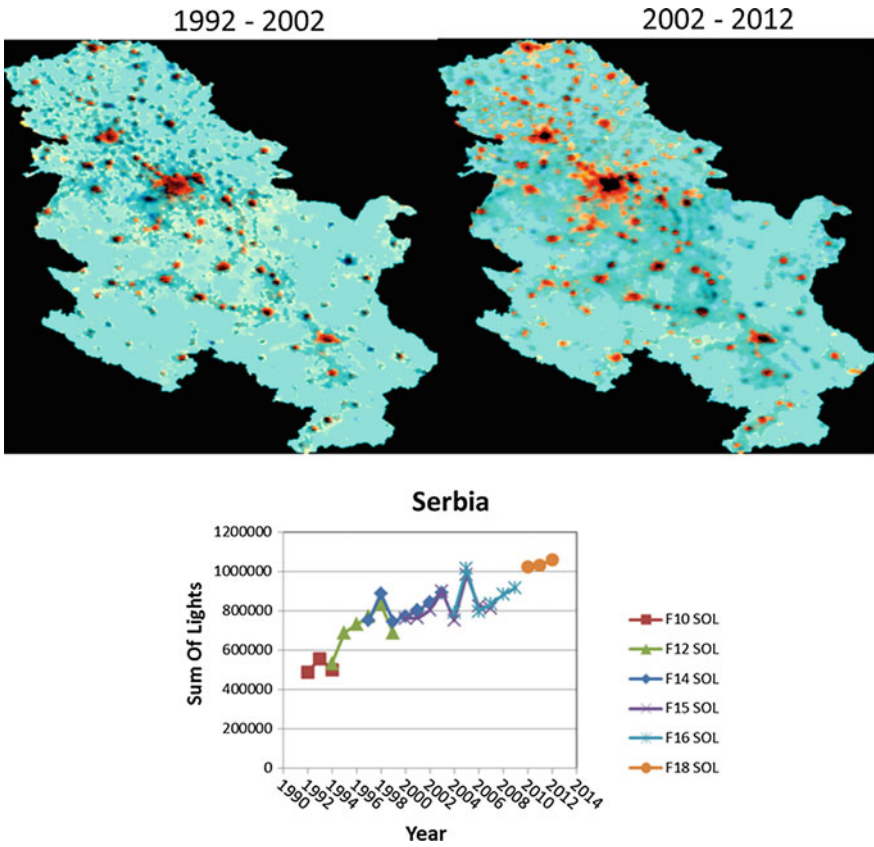 1992 - 2002
2002 - 2012
Serbia
Sum Of Lights
1200000
1000000
800000
600000
400000
200000
0
1990
1992
1994
1996
1998
2000
2002
2004
2006
2008
2010
2012
2014
Year
F10 SOL
F12 SOL
F14 SOL
F15 SOL
F16 SOL
F18 SOL